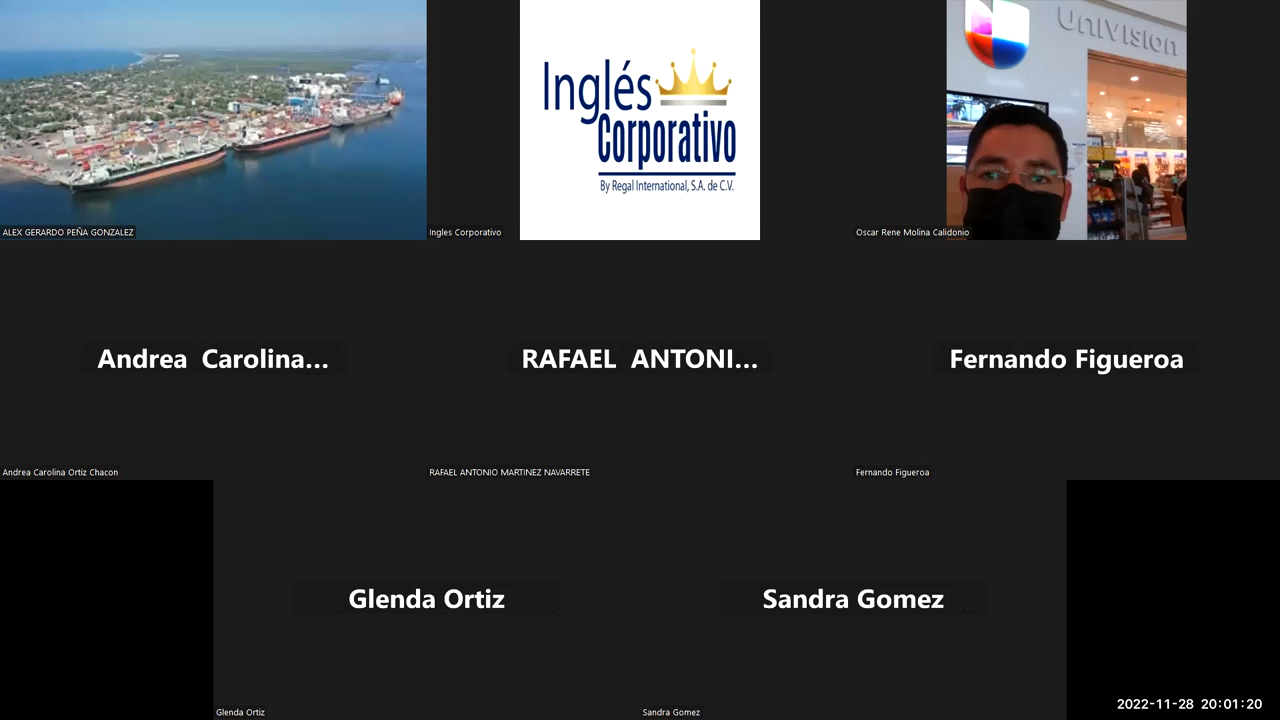 Inglés
Corporativo
By Regal International, S.A. de C.V.
UNIVISION
ALEX GERARDO PEÑA GONZALEZ
Ingles Corporativo
Oscar Rene Molina Calidonio
Andrea Carolina...
RAFAEL ANTONI...
Fernando Figueroa
Andrea Carolina Ortiz Chacon
RAFAEL ANTONIO MARTINEZ NAVARRETE
Fernando Figueroa
Glenda Ortiz
Sandra Gomez
Glenda Ortiz
Sandra Gomez
2022-11-28 20:01:20